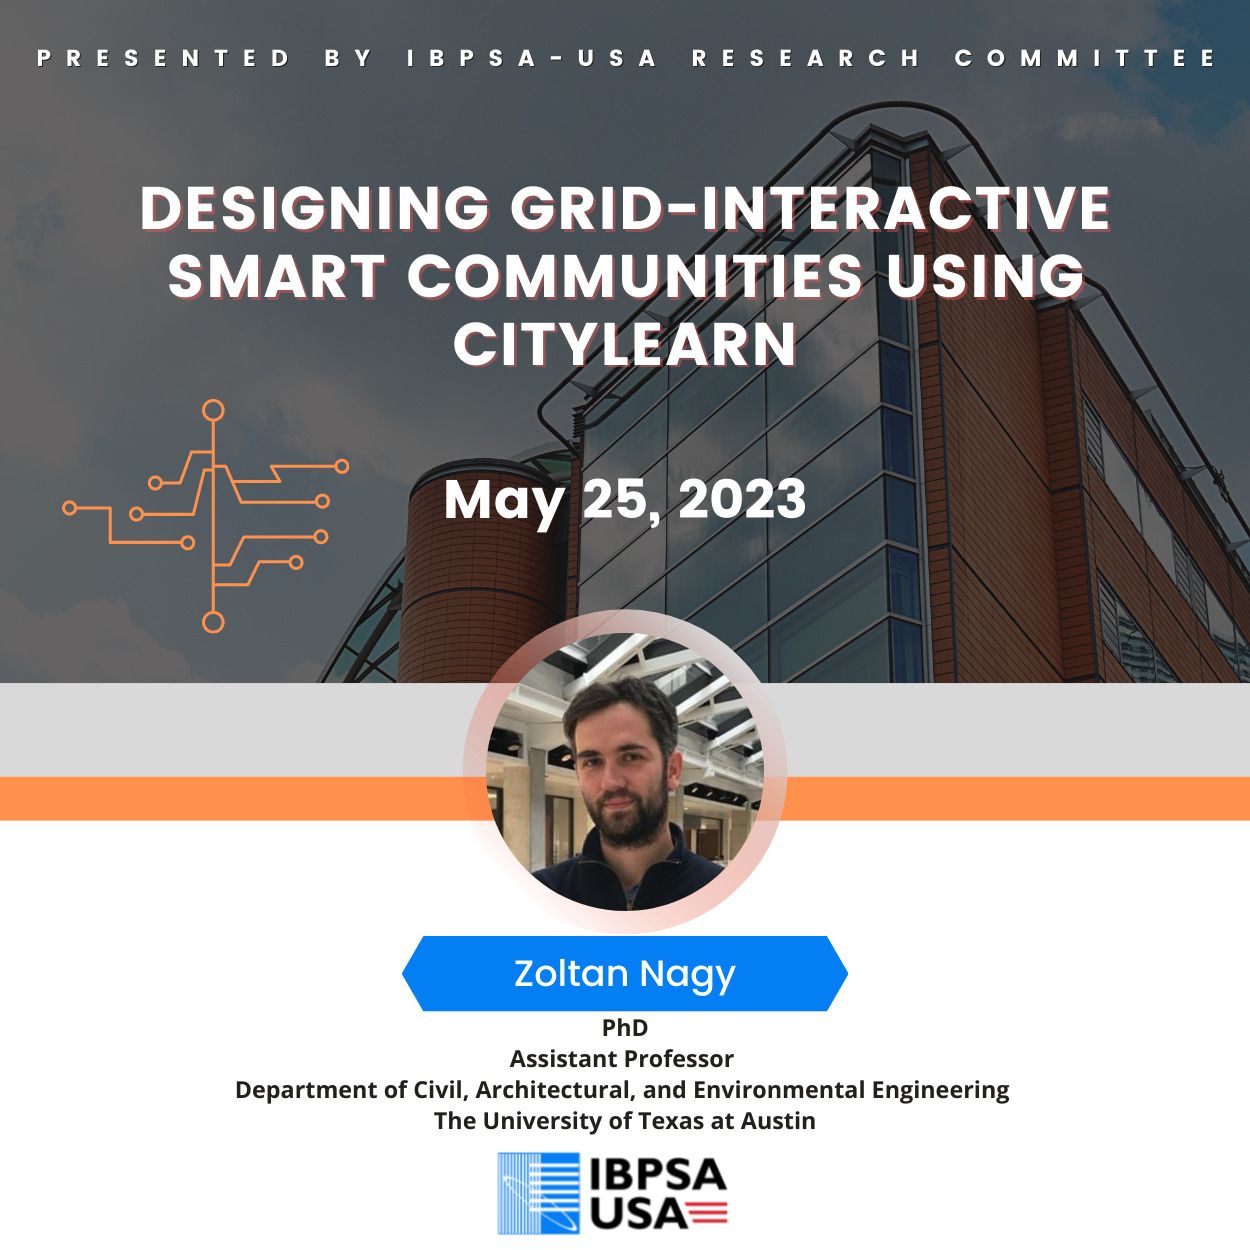 PRESENTED BY IBPSA-USA RESEARCH COMMITTEE
DESIGNING GRID-INTERACTIVE
SMART COMMUNITIES USING
CITYLEARN
May 25, 2023
Zoltan Nagy
PhD
Assistant Professor
Department of Civil, Architectural, and Environmental Engineering
The University of Texas at Austin
IBPSA
USA